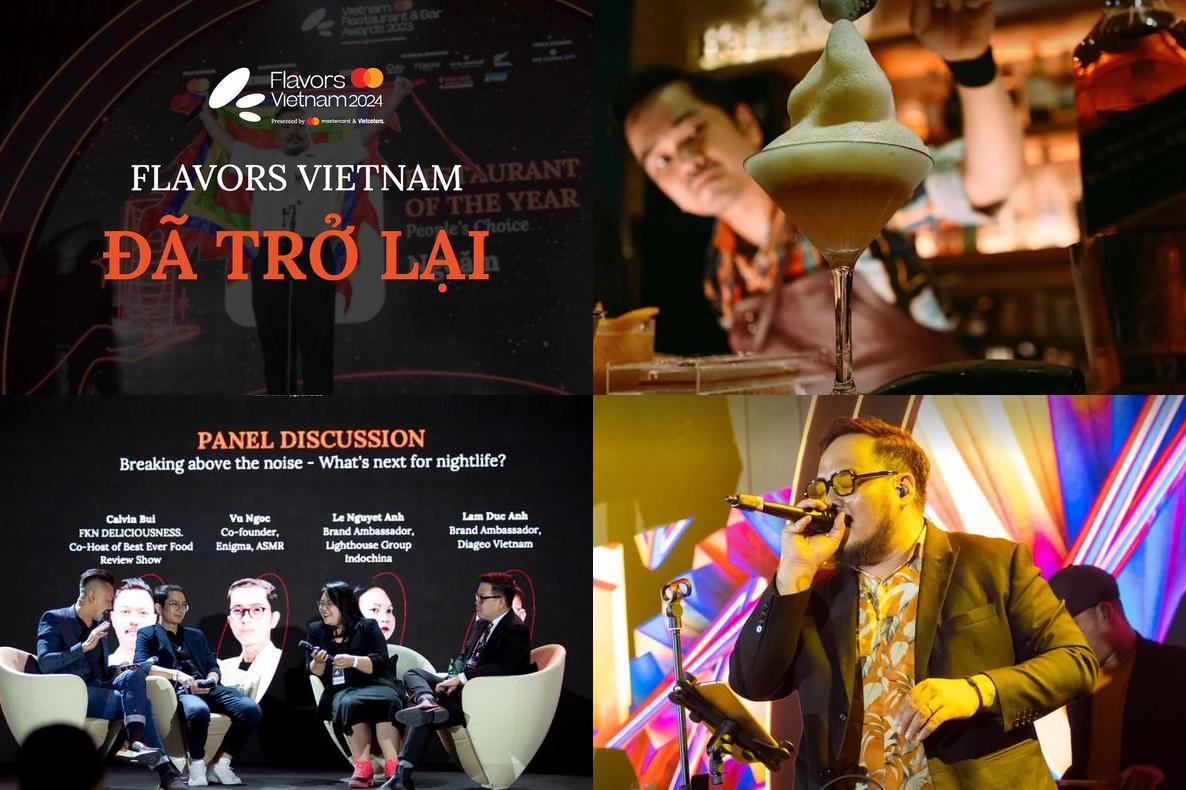 Vietnam
Restaurant & Bar
Awards 2023
Flavors
Vietnam 2024
Presented by mastercard & Vietcetera.
FLAVORS VIETNAM
ĐÃ TRỞ LẠI
OF THE YEAR
People's Choice
PANEL DISCUSSION
Breaking above the noise - What's next for nightlife?
Calvin Bui
FKN DELICIOUSNESS.
Co-Host of Best Ever Food
Review Show
Vu Ngoc
Co-founder,
Enigma, ASMR
Le Nguyet Anh
Brand Ambassador,
Lighthouse Group
Indochina
Lam Duc Anh
Brand Ambassador,
Diageo Vietnam